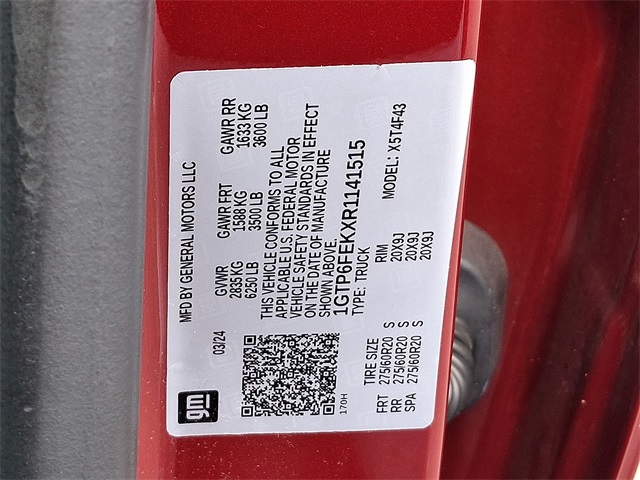 gm
03/24
MFD BY GENERAL MOTORS LLC
GVWR GAWR FRT GAWR RR
2835 KG 1588 KG 1633 KG
6250 LB 3500 LB 3600 LB
THIS VEHICLE CONFORMS TO ALL
APPLICABLE U.S. FEDERAL MOTOR
VEHICLE SAFETY STANDARDS IN EFFECT
ON THE DATE OF MANUFACTURE
SHOWN ABOVE.
1GTP6FEKXR1141515
170H
TYPE: TRUCK MODEL: X5T4F43
TIRE SIZE RIM
FRT 275/60R20 S 20X9J
RR 275/60R20 S 20X9J
SPA 275/60R20 S 20X9J